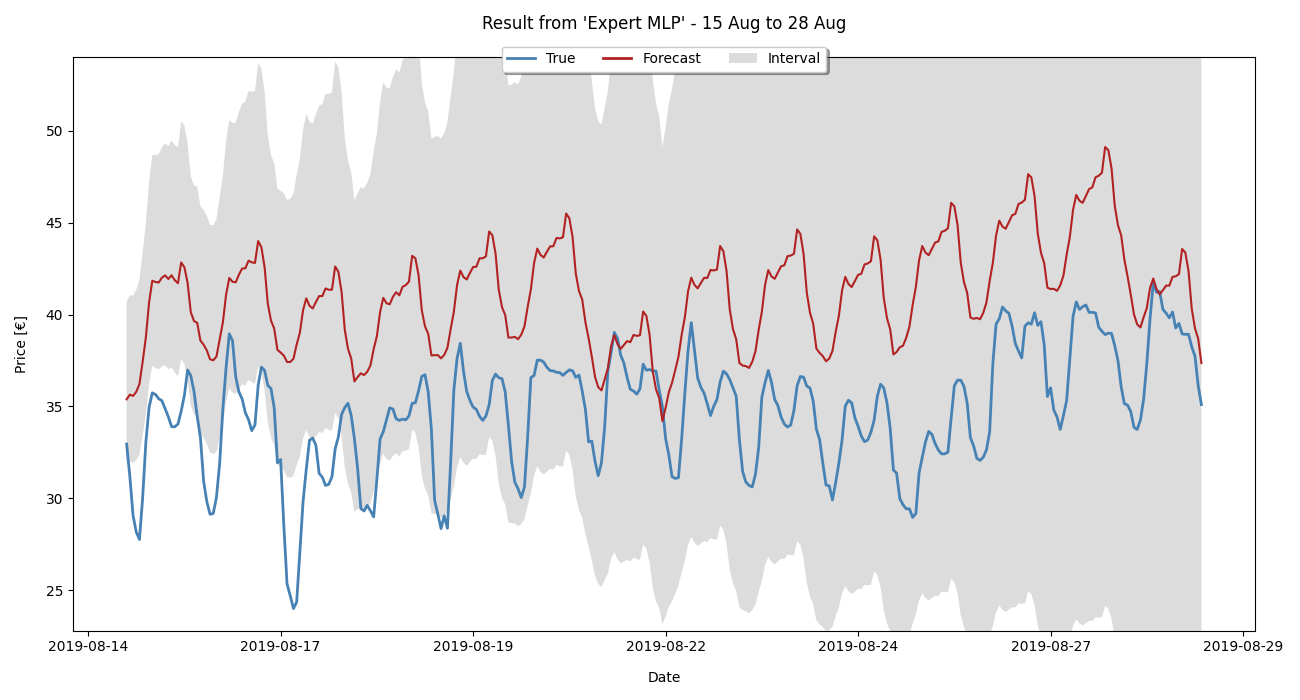 Result from 'Expert MLP' - 15 Aug to 28 Aug
True Forecast Interval
Price [€]
50
45
40
35
30
25
2019-08-14 2019-08-17 2019-08-19 2019-08-22 2019-08-24 2019-08-27 2019-08-29
Date